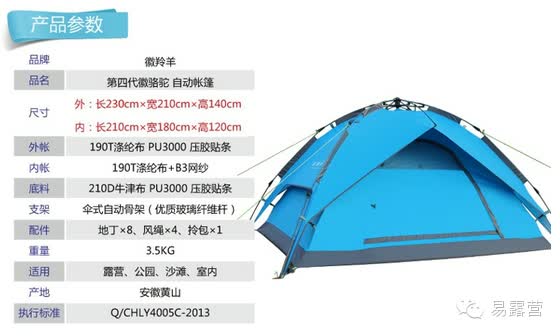 产品参数
品牌 徽羚羊
品名 第四代徽骆驼 自动帐篷
尺寸 外：长230cm×宽210cm×高140cm
内：长210cm×宽180cm×高120cm
外帐 190T涤纶布 PU3000 压胶贴条
内帐 190T涤纶布+B3网纱
底料 210D牛津布 PU3000 压胶贴条
支架 伞式自动骨架（优质玻璃纤维杆）
配件 地丁×8、风绳×4、拎包×1
重量 3.5KG
适用 露营、公园、沙滩、室内
产地 安徽黄山
执行标准 Q/CHLY4005C-2013
易露营